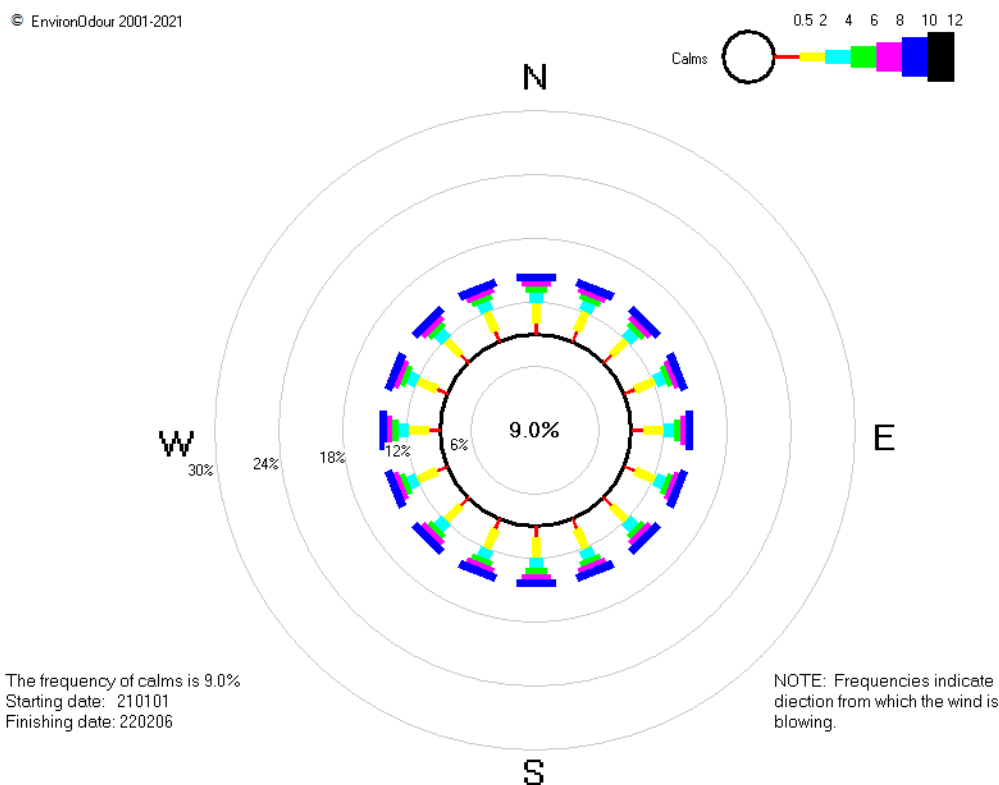 © EnvironOdour 2001-2021
0.5 2 4 6 8 10 12
Calms
N
W
E
9.0%
6%
12%
18%
24%
30%
The frequency of calms is 9.0%
Starting date: 210101
Finishing date: 220206
NOTE: Frequencies indicate
diection from which the wind is
blowing.
S